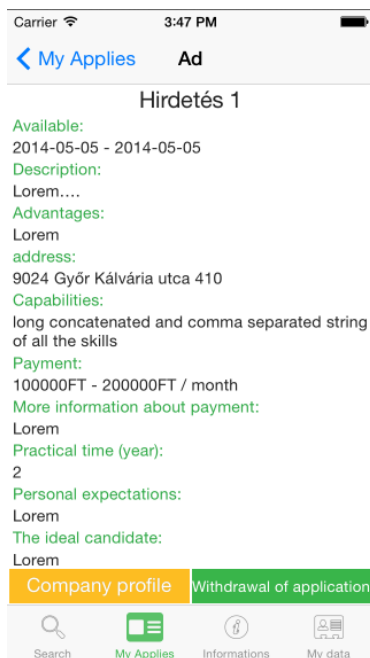 Carrier 3:47 PM
My Applies Ad
Hirdetés 1
Available:
2014-05-05 - 2014-05-05
Description:
Lorem....
Advantages:
Lorem
address:
9024 Győr Kálvária utca 410
Capabilities:
long concatenated and comma separated string
of all the skills
Payment:
100000FT - 200000FT / month
More information about payment:
Lorem
Practical time (year):
2
Personal expectations:
Lorem
The ideal candidate:
Lorem
Company profile Withdrawal of application
Search My Applies Informations My data